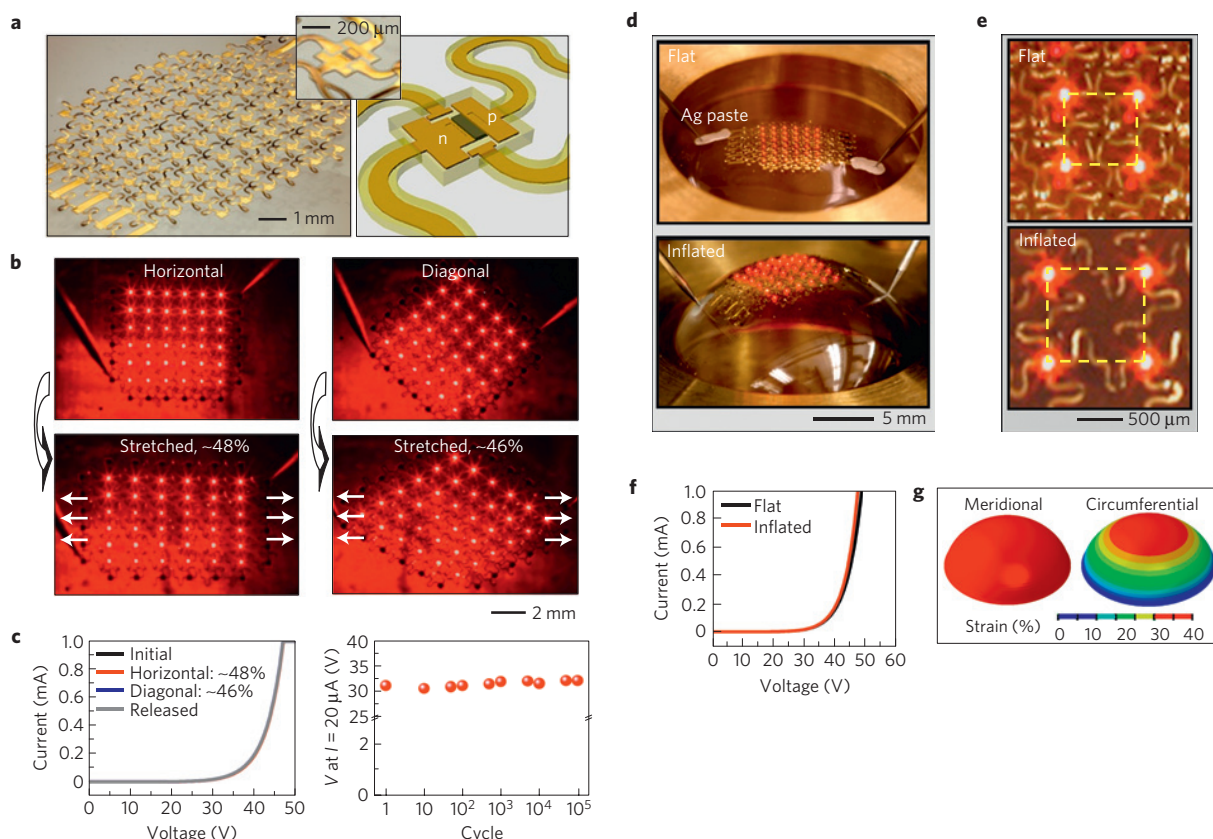 a
200 μm
n
p
1 mm
b
Horizontal
Diagonal
Stretched, ~48%
Stretched, ~46%
2 mm
c
Current (mA)
1.0
0.8
0.6
0.4
0.2
0
Initial
Horizontal: ~48%
Diagonal: ~46%
Released
0 10 20 30 40 50
Voltage (V)
V at I = 20 μA (V)
40
35
30
25
2
0
1 10 10² 10³ 10⁴ 10⁵
Cycle
d
Flat
Ag paste
Inflated
5 mm
e
Flat
Inflated
500 μm
f
Current (mA)
1.0
0.8
0.6
0.4
0.2
0
Flat
Inflated
0 10 20 30 40 50 60
Voltage (V)
g
Meridional
Circumferential
Strain (%)
0 10 20 30 40